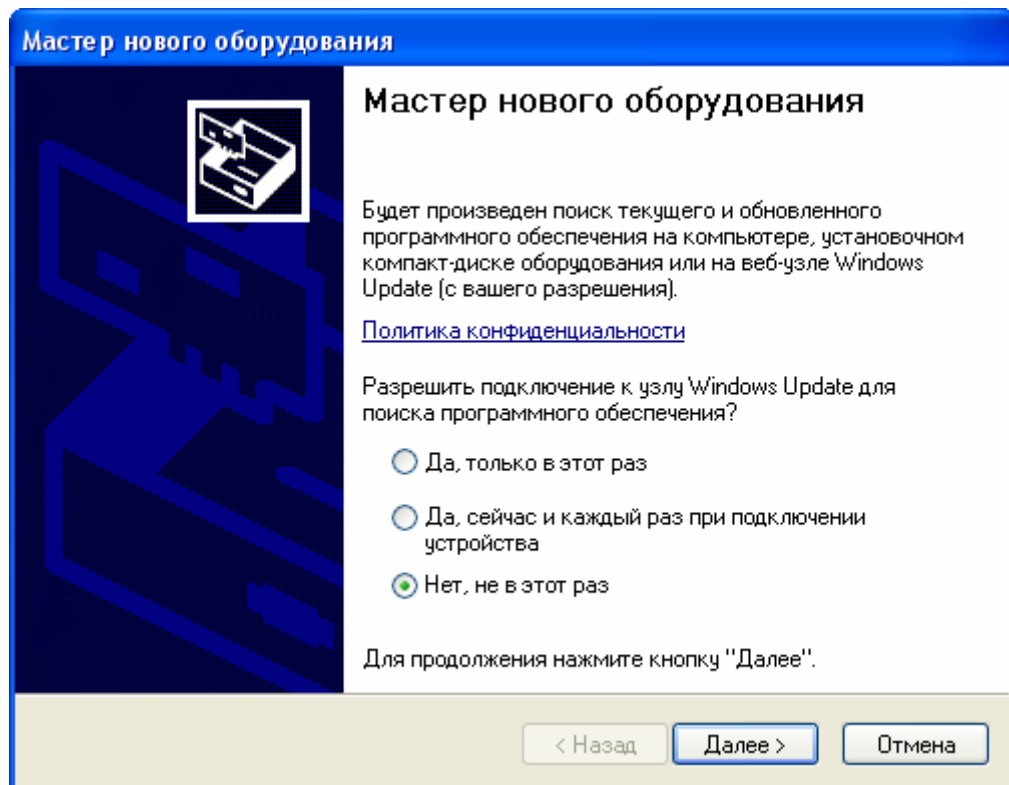 Мастер нового оборудования
Мастер нового оборудования
Будет произведен поиск текущего и обновленного
программного обеспечения на компьютере, установочном
компакт-диске оборудования или на веб-узле Windows
Update (с вашего разрешения).
Политика конфиденциальности
Разрешить подключение к узлу Windows Update для
поиска программного обеспечения?
Да, только в этот раз
Да, сейчас и каждый раз при подключении
устройства
Нет, не в этот раз
Для продолжения нажмите кнопку "Далее".
< Назад Далее > Отмена